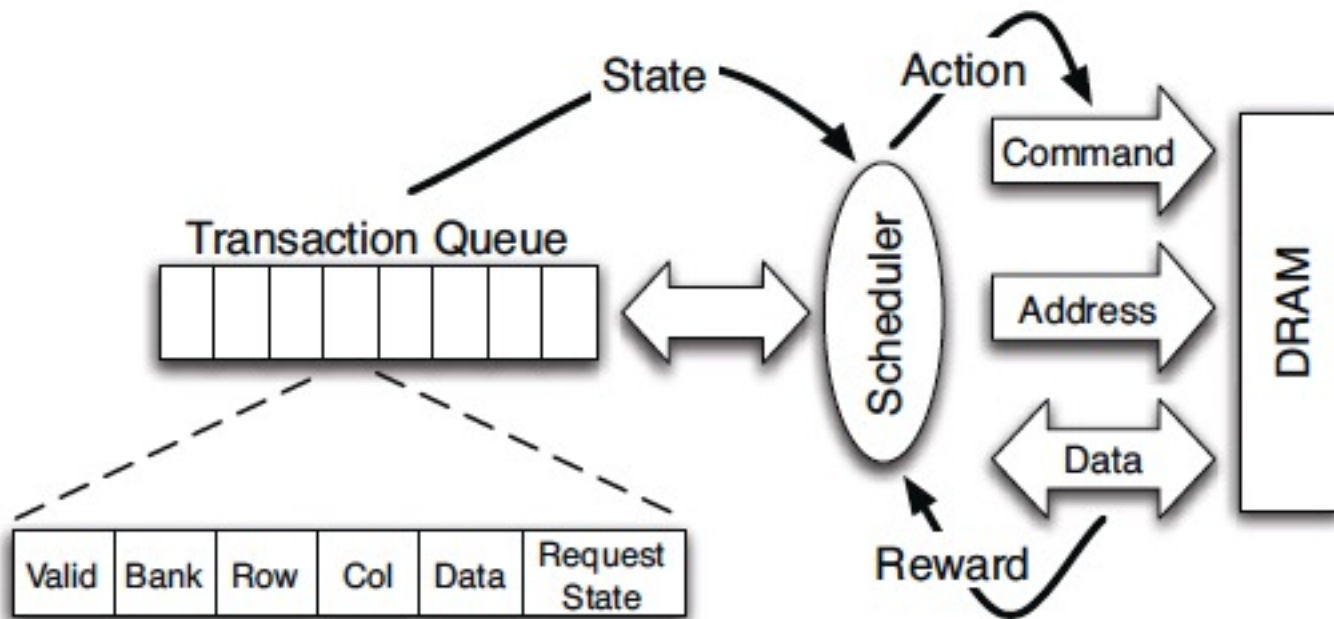 State
Action
Command
Transaction Queue
Scheduler
Address
DRAM
Data
Reward
Valid
Bank
Row
Col
Data
Request
State